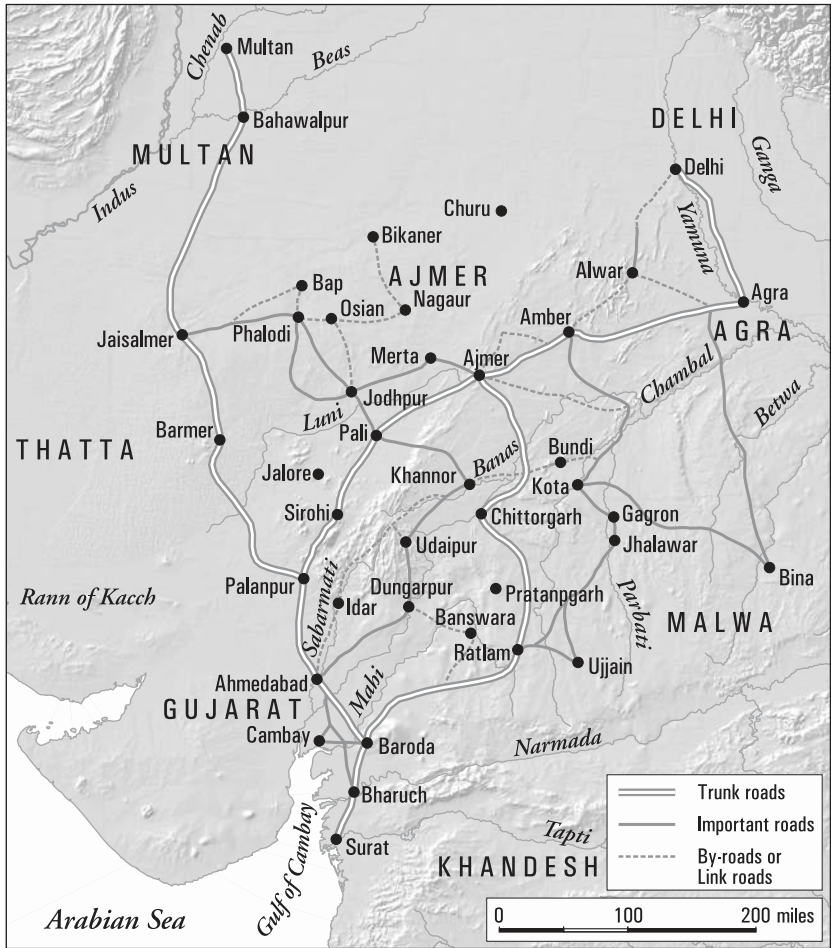 Chenab
Multan
Beas
Bahawalpur
MULTAN
Indus
DELHI
Delhi
Ganga
Yamuna
Churu
Bikaner
AJMER
Alwar
Bap
Nagaur
Osian
Phalodi
Agra
AGRA
Jaisalmer
Amber
Merta
Ajmer
Chambal
Jodhpur
Luni
Betwa
Barmer
Pali
THATTA
Banas
Bundi
Jalore
Khannor
Kota
Sirohi
Chittorgarh
Gagron
Udaipur
Jhalawar
Bina
Palanpur
Rann of Kacch
Sabarmati
Idar
Dungarpur
Pratanpgarh
Banswara
Parbati
MALWA
Ratlam
Ujjain
Ahmedabad
Mahi
GUJARAT
Cambay
Baroda
Narmada
Bharuch
Surat
Gulf of Cambay
Tapti
KHANDESH
Arabian Sea
Trunk roads
Important roads
By-roads or
Link roads
0 100 200 miles